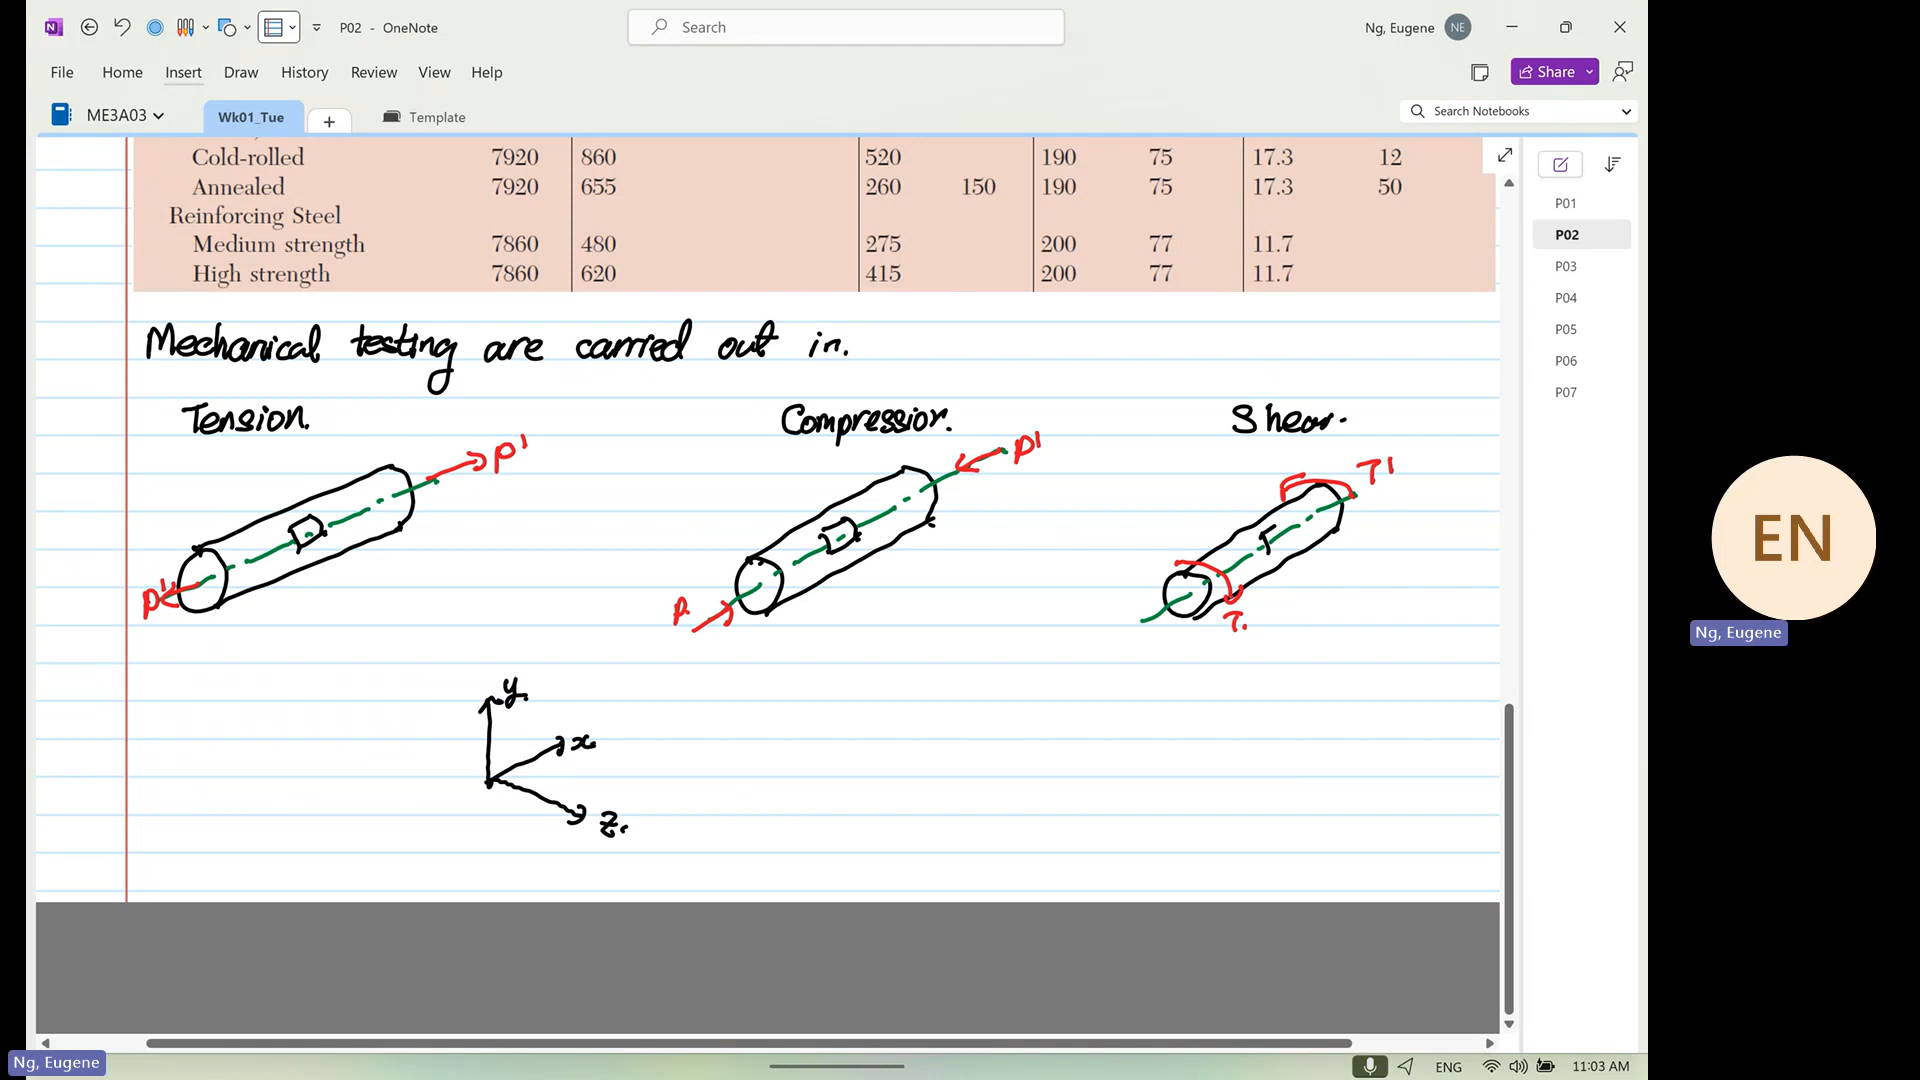 P02 - OneNote
Search
Ng, Eugene
NE
File Home Insert Draw History Review View Help
Share
ME3A03
Wk01_Tue
+
Template
Search Notebooks
Cold-rolled 7920 860 520 190 75 17.3 12
Annealed 7920 655 260 150 190 75 17.3 50
Reinforcing Steel
Medium strength 7860 480 275 200 77 11.7
High strength 7860 620 415 200 77 11.7
P01
P02
P03
P04
P05
P06
P07
Mechanical testing are carried out in.
Tension. Compression. Shear.
P' P' T'
P' P. T.
y.
x
z.
EN
Ng, Eugene
Ng, Eugene
ENG
11:03 AM